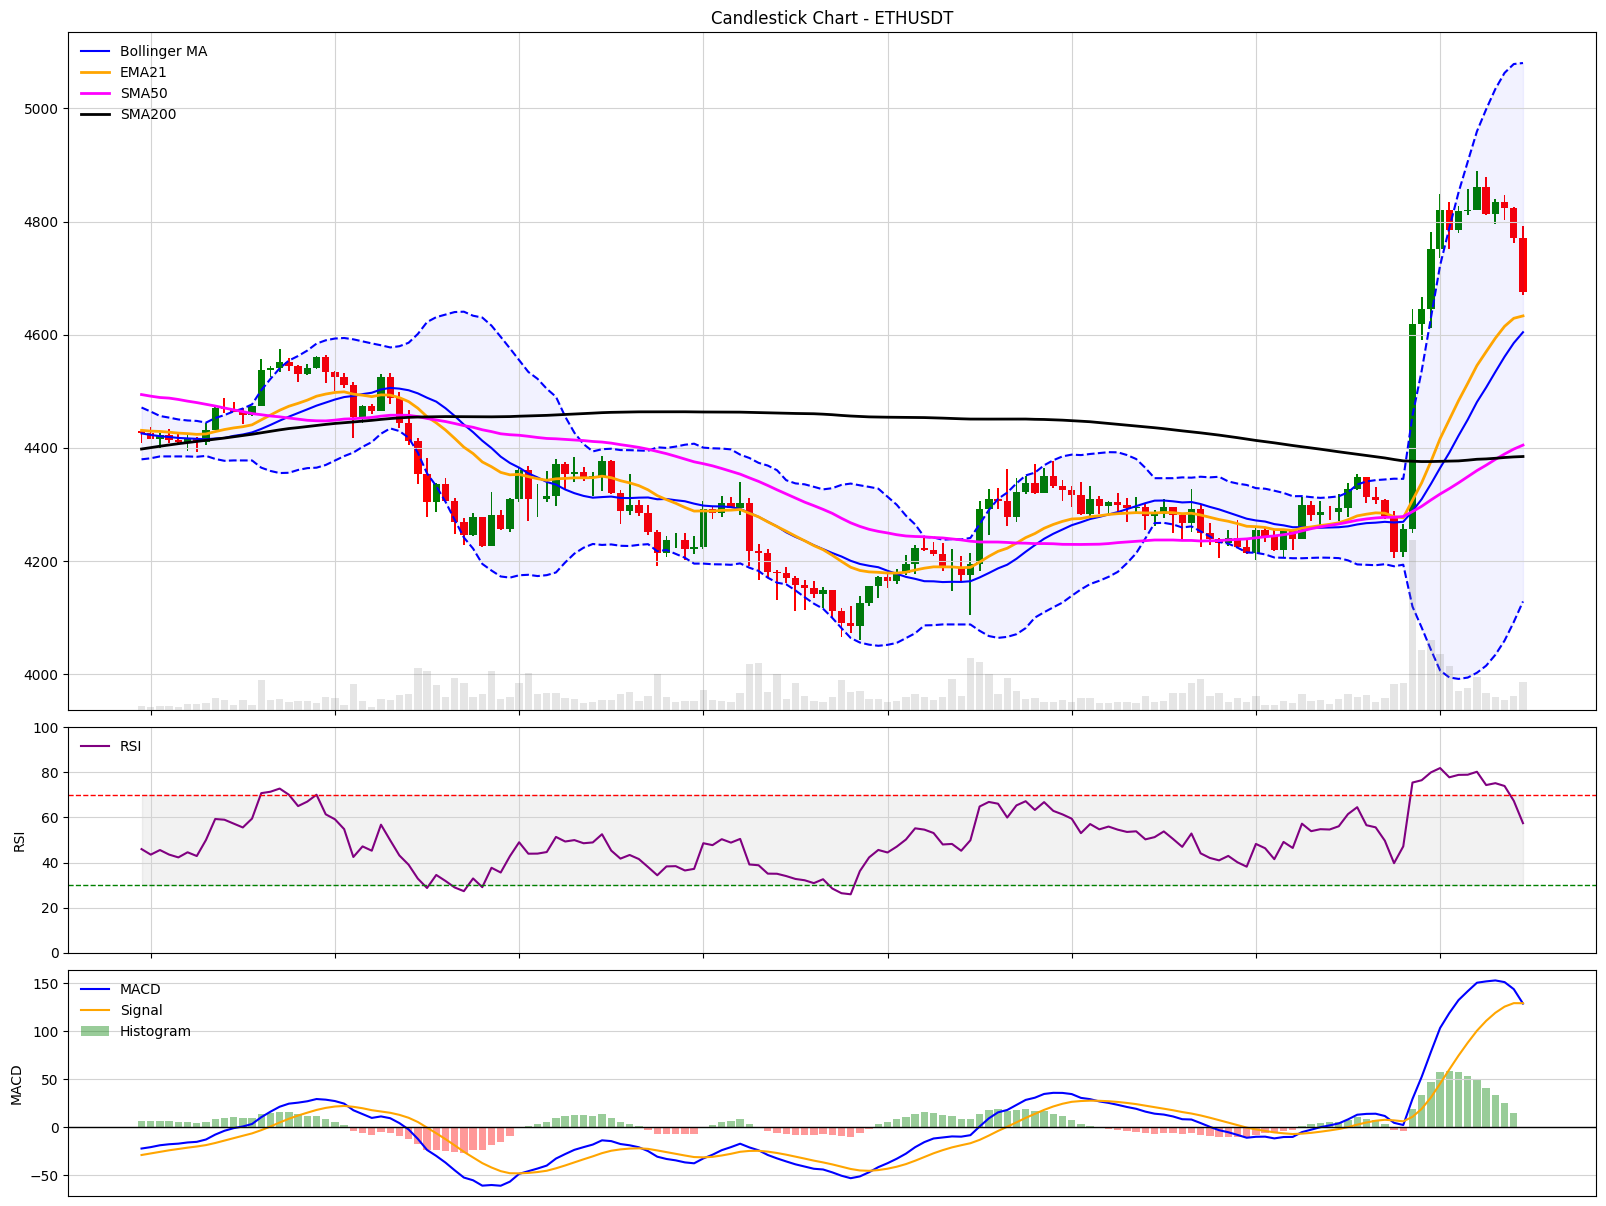 Candlestick Chart - ETHUSDT
Bollinger MA
EMA21
SMA50
SMA200
5000
4800
4600
4400
4200
4000
RSI
100
80
60
40
20
0
RSI
MACD
Signal
Histogram
150
100
50
0
−50
MACD